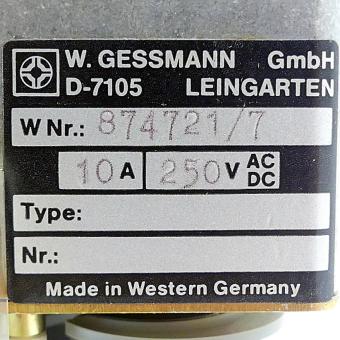 W. GESSMANN GmbH
D-7105 LEINGARTEN
W Nr.: 874721/7
10 A 250 V AC DC
Type:
Nr.:
Made in Western Germany